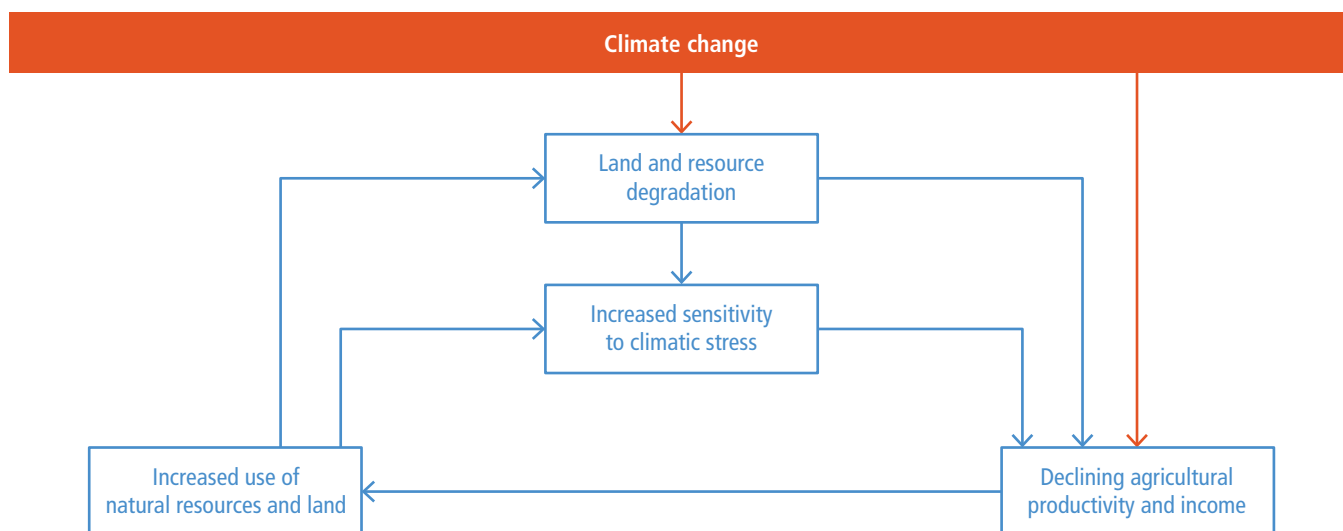 Climate change
Land and resource
degradation
Increased sensitivity
to climatic stress
Increased use of
natural resources and land
Declining agricultural
productivity and income